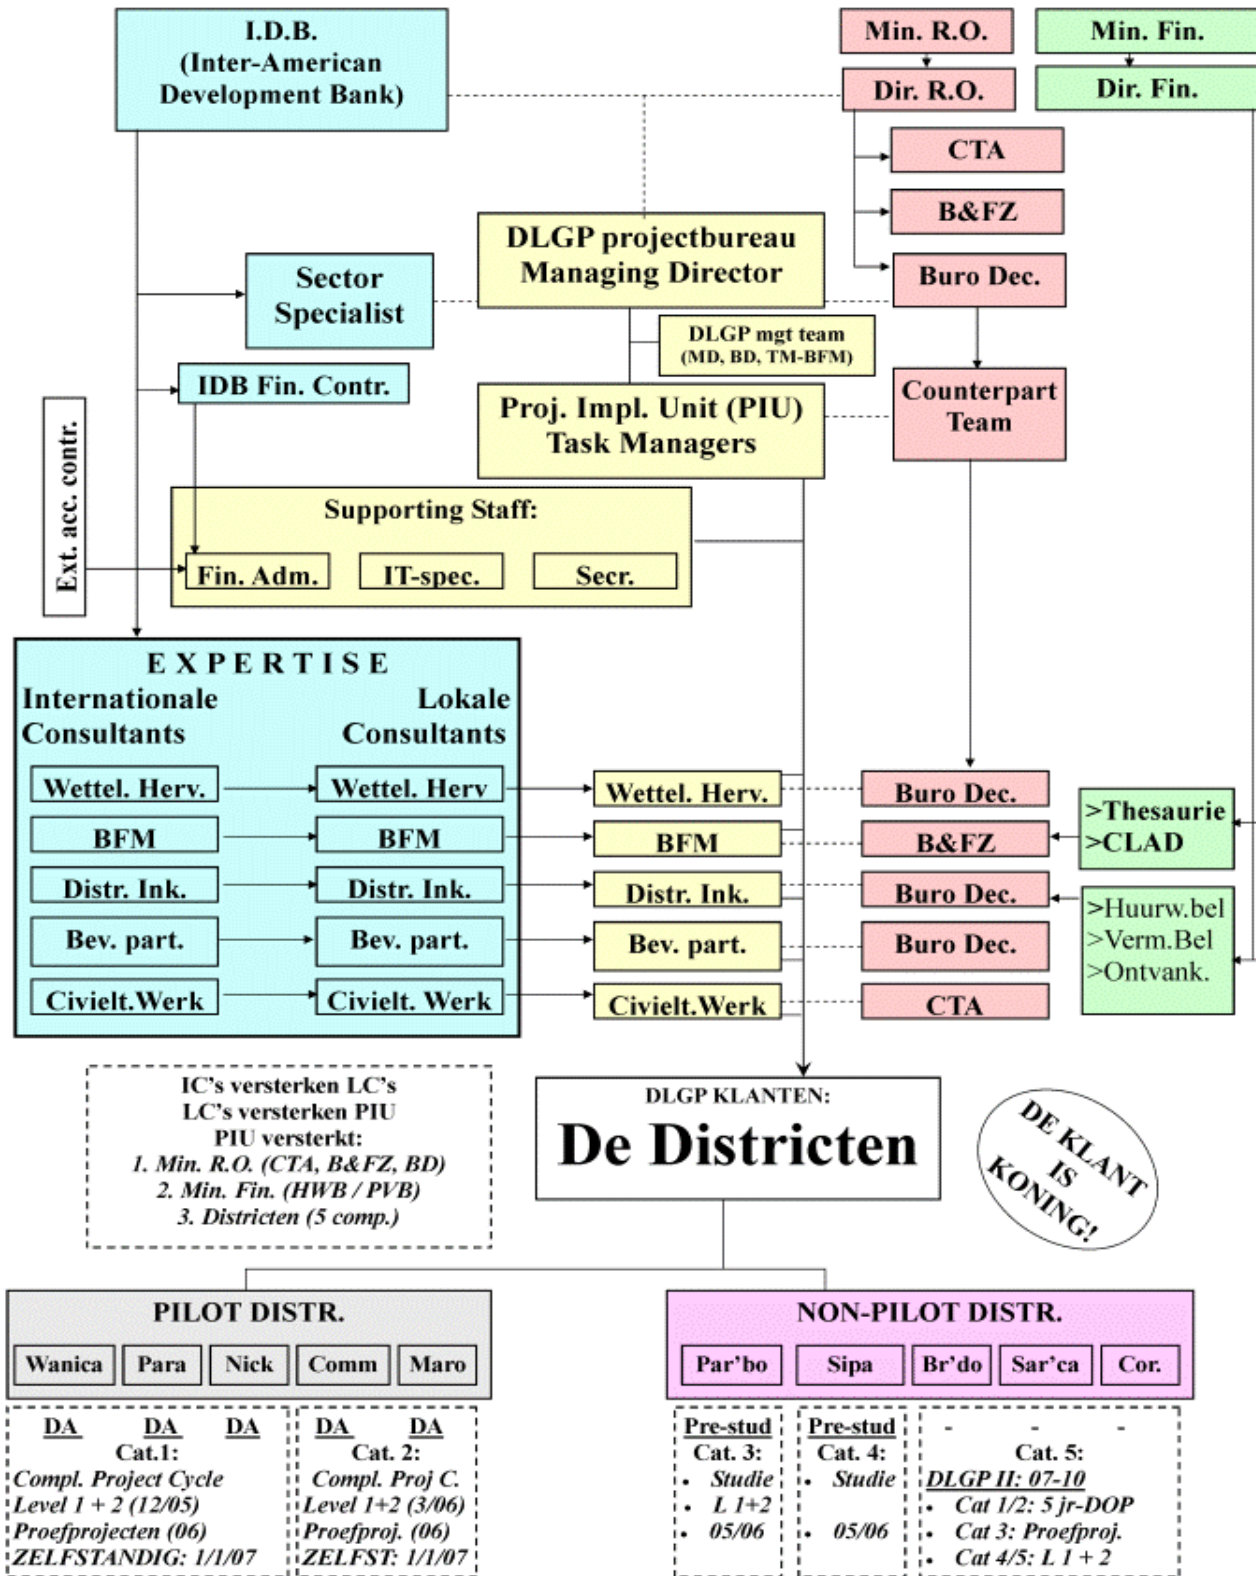 I.D.B.
(Inter-American
Development Bank)
Min. R.O.
Dir. R.O.
Min. Fin.
Dir. Fin.
CTA
B&FZ
Buro Dec.
DLGP projectbureau
Managing Director
Sector
Specialist
DLGP mgt team
(MD, BD, TM-BFM)
IDB Fin. Contr.
Proj. Impl. Unit (PIU)
Task Managers
Counterpart
Team
Ext. acc. contr.
Supporting Staff:
Fin. Adm.
IT-spec.
Secr.
E X P E R T I S E
Internationale
Consultants
Lokale
Consultants
Wettel. Herv.
Wettel. Herv
Wettel. Herv.
Buro Dec.
BFM
BFM
BFM
B&FZ
Distr. Ink.
Distr. Ink.
Distr. Ink.
Buro Dec.
Bev. part.
Bev. part.
Bev. part.
Buro Dec.
Civielt.Werk
Civielt. Werk
Civielt.Werk
CTA
>Thesaurie
>CLAD
>Huurw.bel
>Verm.Bel
>Ontvank.
IC's versterken LC's
LC's versterken PIU
PIU versterkt:
1. Min. R.O. (CTA, B&FZ, BD)
2. Min. Fin. (HWB / PVB)
3. Districten (5 comp.)
DLGP KLANTEN:
De Districten
DE KLANT
IS
KONING!
PILOT DISTR.
Wanica
Para
Nick
Comm
Maro
NON-PILOT DISTR.
Par'bo
Sipa
Br'do
Sar'ca
Cor.
DA DA DA
Cat.1:
Compl. Project Cycle
Level 1 + 2 (12/05)
Proefprojecten (06)
ZELFSTANDIG: 1/1/07
DA DA
Cat. 2:
Compl. Proj C.
Level 1+2 (3/06)
Proefproj. (06)
ZELFST: 1/1/07
Pre-stud
Cat. 3:
• Studie
• L 1+2
• 05/06
Pre-stud
Cat. 4:
• Studie
• 05/06
- - -
Cat. 5:
DLGP II: 07-10
• Cat 1/2: 5 jr-DOP
• Cat 3: Proefproj.
• Cat 4/5: L 1 + 2